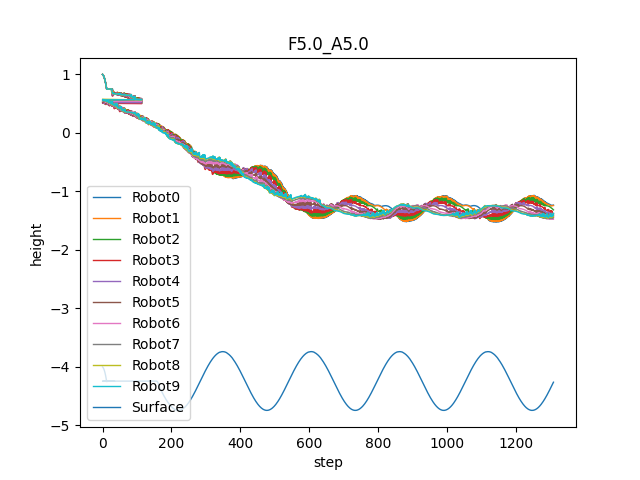 F5.0_A5.0
height
1
0
−1
−2
−3
−4
−5
Robot0
Robot1
Robot2
Robot3
Robot4
Robot5
Robot6
Robot7
Robot8
Robot9
Surface
0
200
400
600
800
1000
1200
step